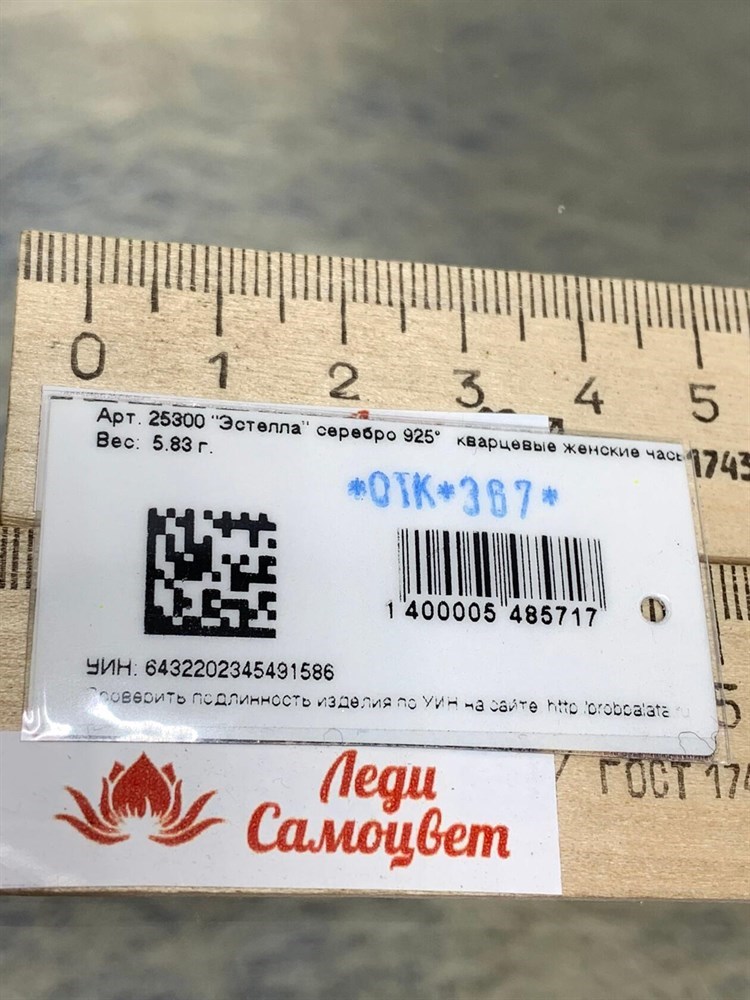 0 1 2 3 4 5
Арт. 25300 "Эстелла" серебро 925° кварцевые женские часы
1743
Вес: 5.83 г.
*ОТК*367*
1 400005 485717
УИН: 6432202345491586
Проверить подлинность изделия по УИН на сайте http:/probpalata.ru
5
ГОСТ 174
Леди
Самоцвет